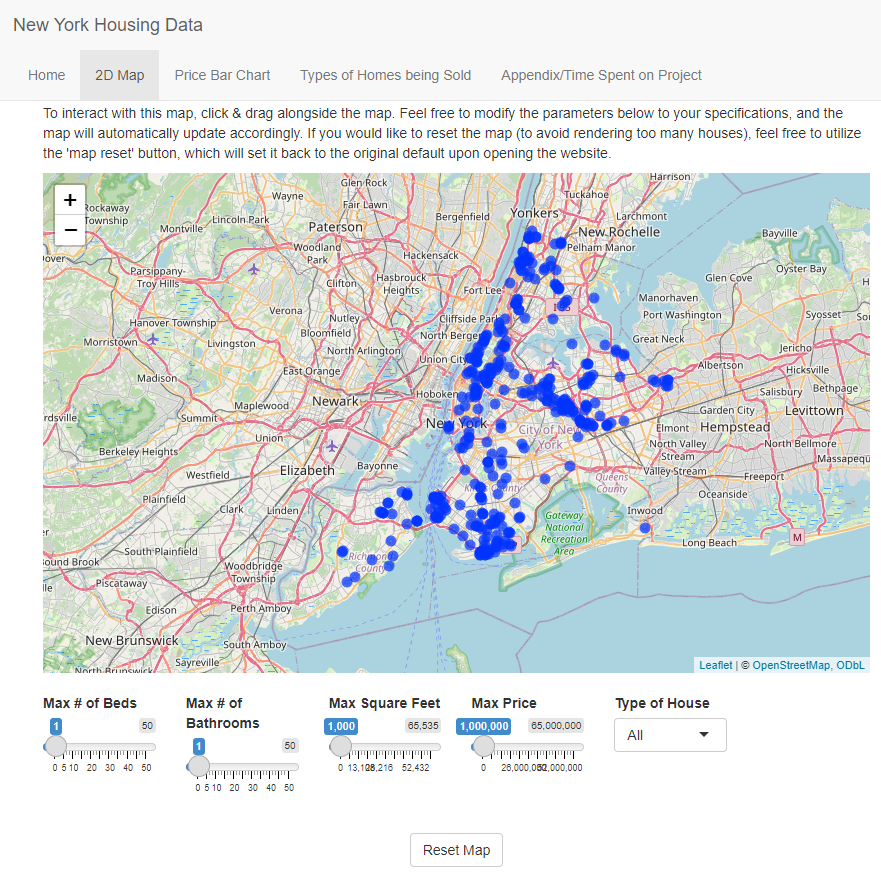 New York Housing Data
Home 2D Map Price Bar Chart Types of Homes being Sold Appendix/Time Spent on Project
To interact with this map, click & drag alongside the map. Feel free to modify the parameters below to your specifications, and the
map will automatically update accordingly. If you would like to reset the map (to avoid rendering too many houses), feel free to utilize
the 'map reset' button, which will set it back to the original default upon opening the website.
+
−
Harrison
Glen Rock
Wayne
Tuckahoe
Fair Lawn
Rockaway
Township
Bergenfield
Yonkers
Larchmont
Lincoln Park
Montville
Paterson
New Rochelle
Bayville
Woodland
Park
Pelham Manor
Hackensack
Oyster Bay
Parsippany-
Troy Hills
Hasbrouck
Heights
Glen Cove
Clifton
Fort Lee
Manorhaven
Verona
Port Washington
Syosset
Nutley
Cliffside Park
Hanover Township
Bloomfield
North Bergen
Great Neck
Morristown
Livingston
North Arlington
Jericho
Union City
Albertson
East Orange
Hicksville
Madison
Salisbury
Bethpage
Hoboken
Maplewood
Newark
Garden City
Levittown
Summit
New York
Hempstead
City of New
York
Elmont
Union
North Valley
Stream
North Bellmore
Berkeley Heights
Bayonne
Elizabeth
Valley Stream
Westfield
Queens
County
Freeport
Oceanside
Plainfield
Clark
Linden
Inwood
Gateway
National
Recreation
Area
Long Beach
M
South Plainfield
Richmond
County
Woodbridge
Township
Piscataway
Edison
Perth Amboy
New Brunswick
South Amboy
Sayreville
North Brunswick
Leaflet | © OpenStreetMap, ODbL
Max # of Beds
1 50
0 5 10 20 30 40 50
Max # of
Bathrooms
1 50
0 5 10 20 30 40 50
Max Square Feet
1,000 65,535
0 52,432
Max Price
1,000,000 65,000,000
0
Type of House
All
Reset Map